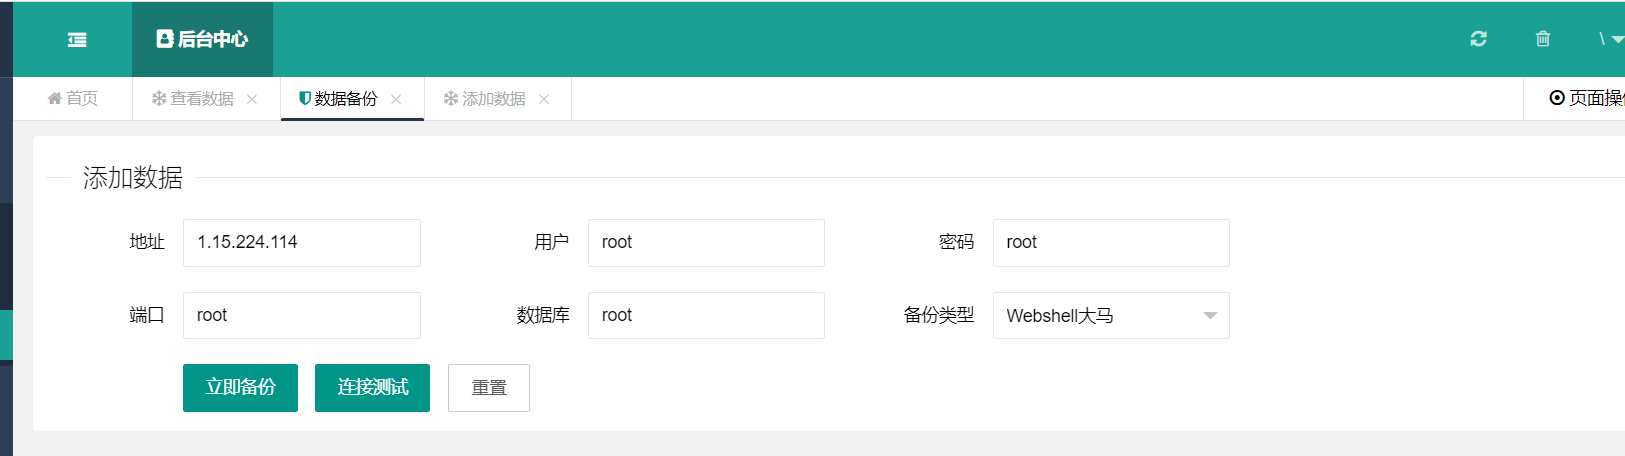 后台中心
\
首页 查看数据 数据备份 添加数据 页面操
添加数据
地址 1.15.224.114 用户 root 密码 root
端口 root 数据库 root 备份类型 Webshell大马
立即备份 连接测试 重置